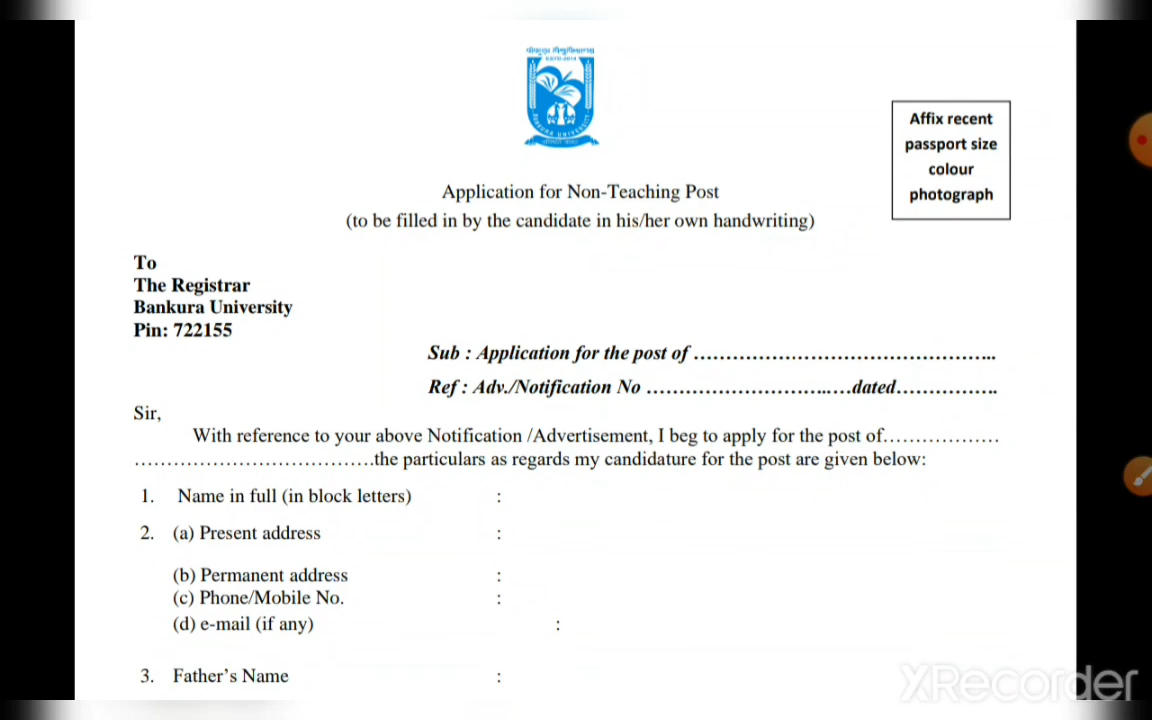 ESTD-2014
BANKURA UNIVERSITY
Affix recent
passport size
colour
photograph
Application for Non-Teaching Post
(to be filled in by the candidate in his/her own handwriting)
To
The Registrar
Bankura University
Pin: 722155
Sub : Application for the post of ……………………………………………..
Ref : Adv./Notification No ………………………..….dated…………….
Sir,
With reference to your above Notification /Advertisement, I beg to apply for the post of………………
………………………………..the particulars as regards my candidature for the post are given below:
1. Name in full (in block letters) :
2. (a) Present address :
(b) Permanent address :
(c) Phone/Mobile No. :
(d) e-mail (if any) :
3. Father’s Name :
XRecorder